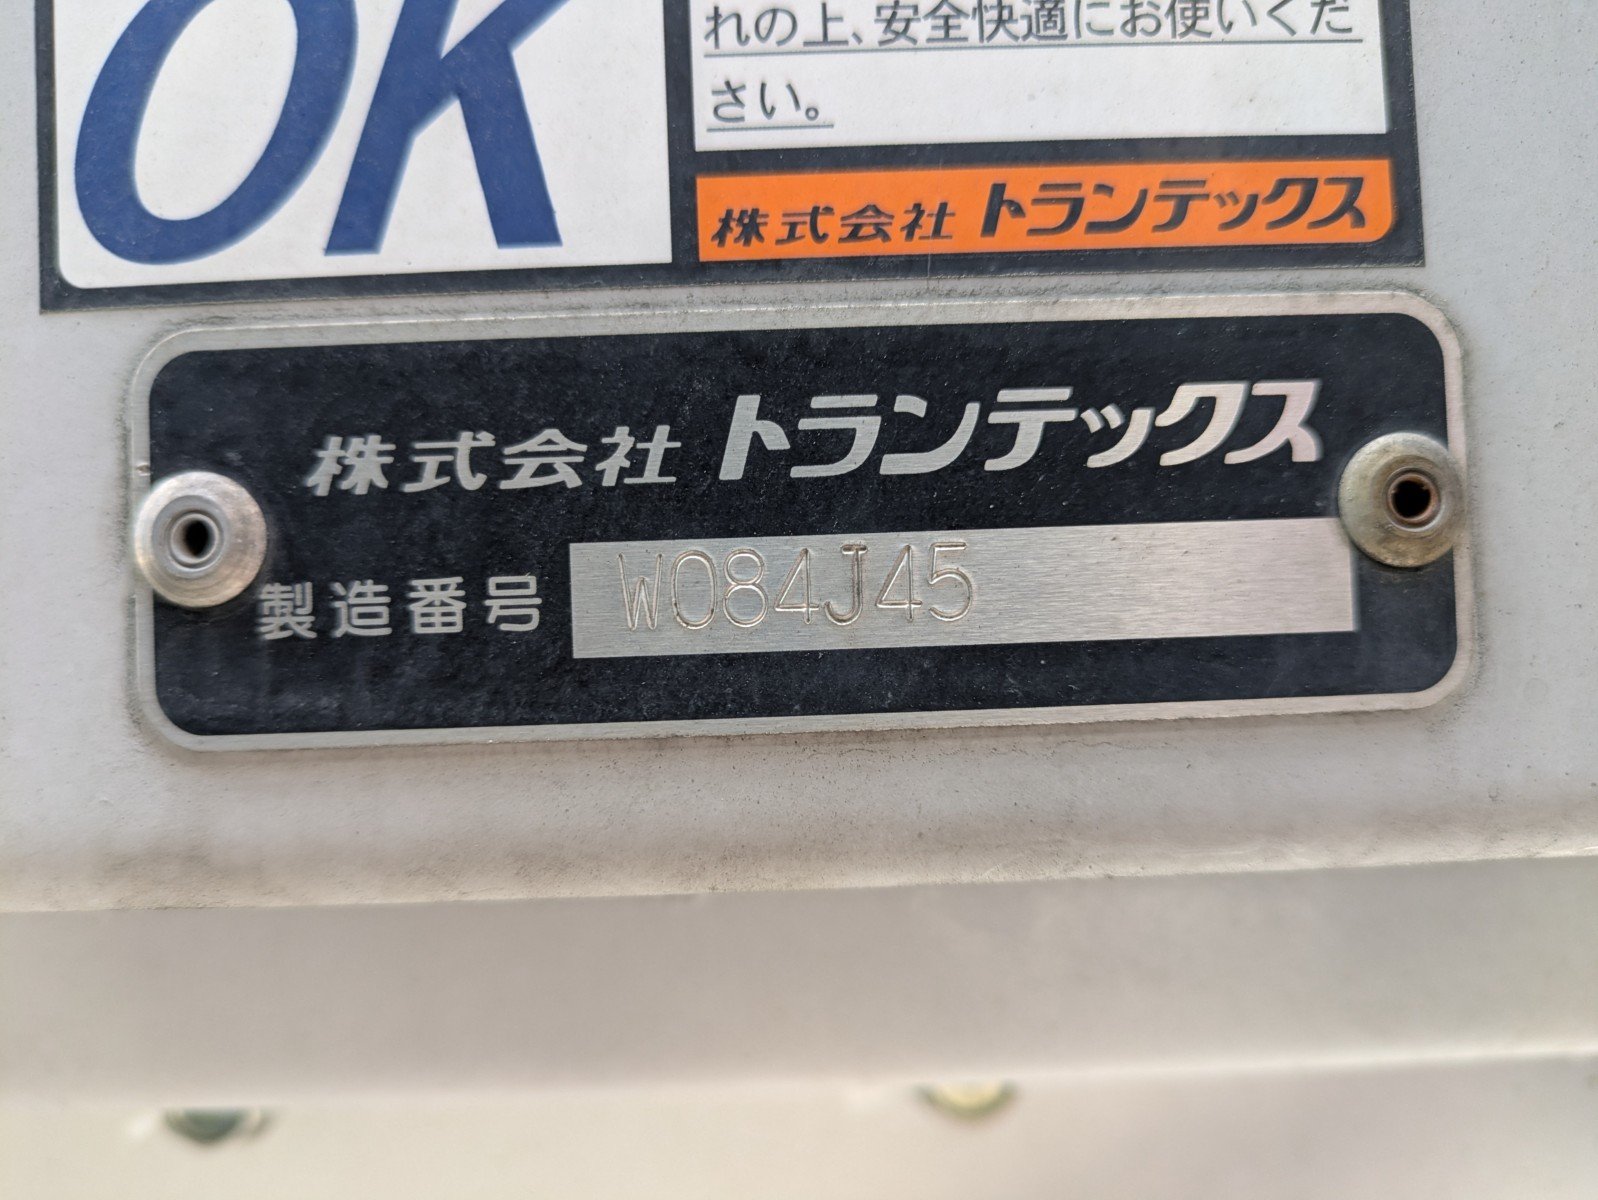 OK
れの上、安全快適にお使いくだ
さい。
株式会社トランテックス
株式会社トランテックス
製造番号 W084J45